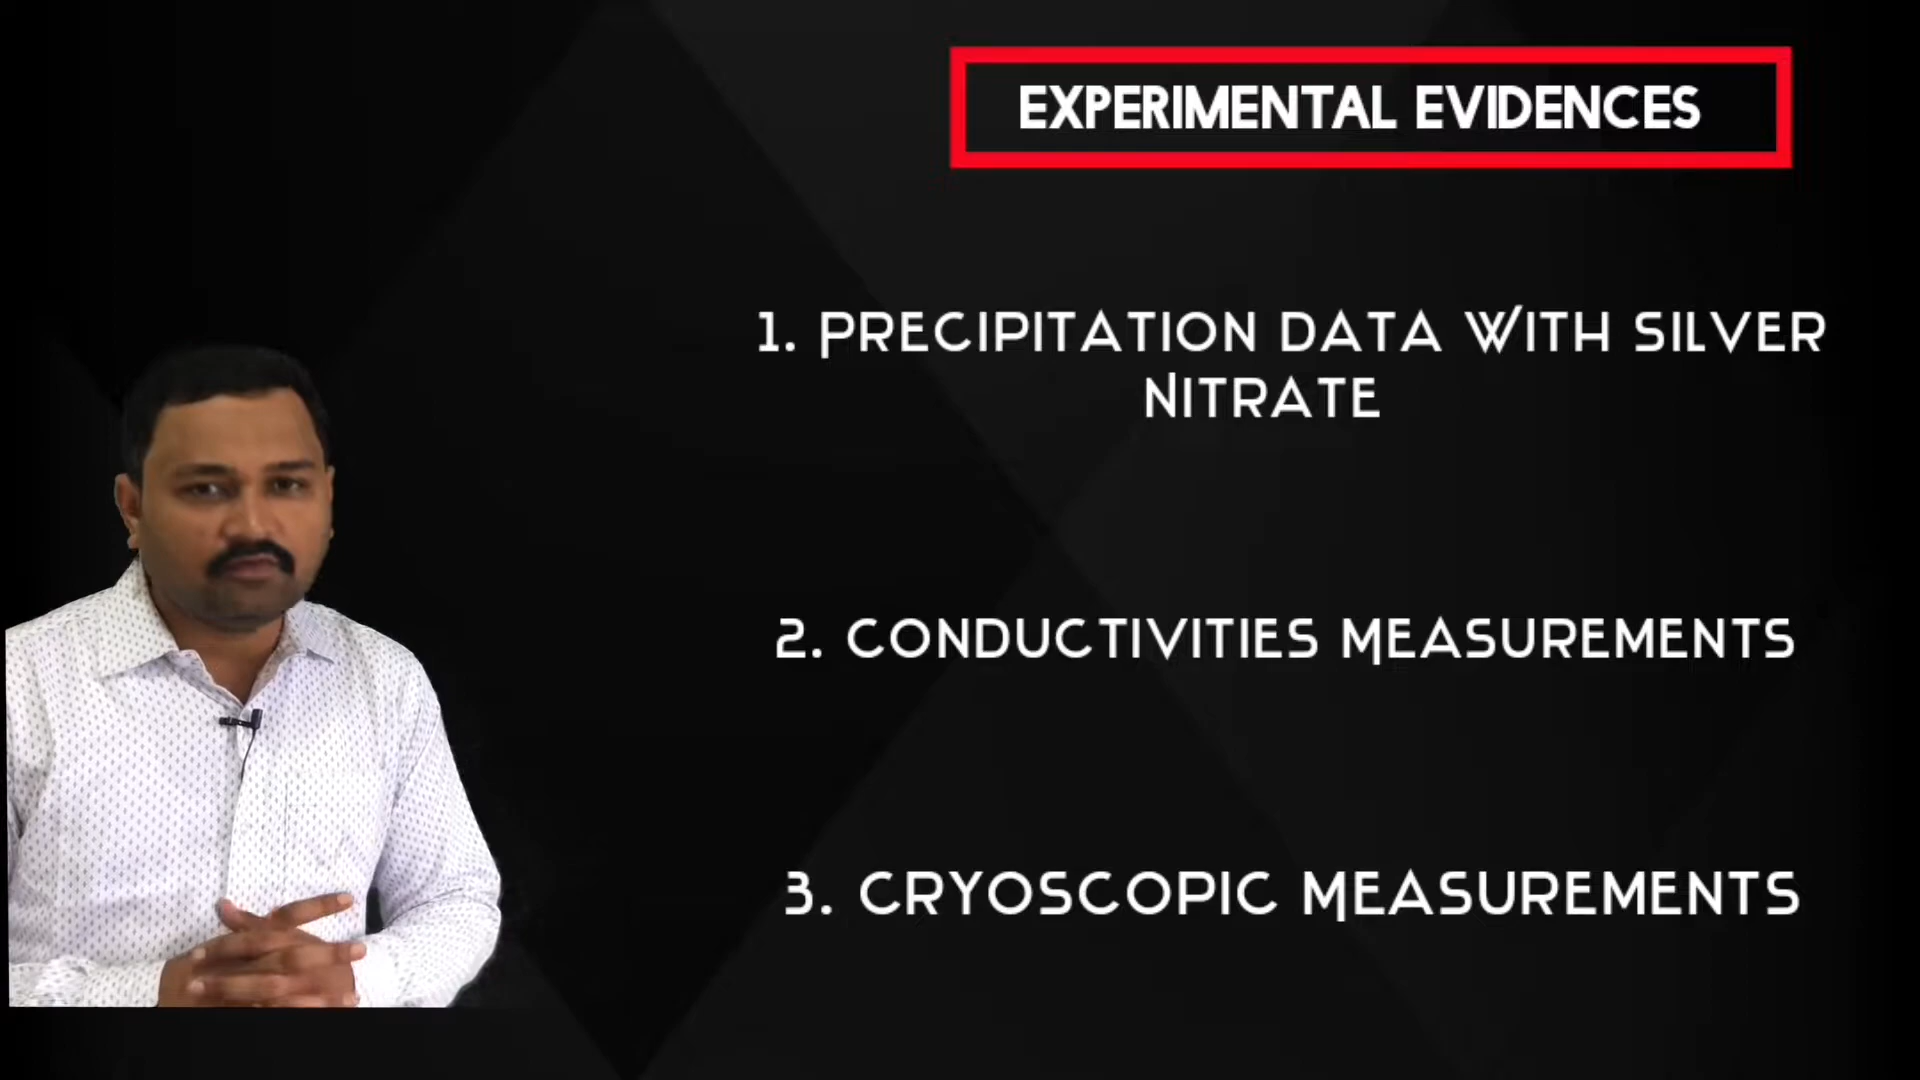 EXPERIMENTAL EVIDENCES
1. PRECIPITATION DATA WITH SILVER
NITRATE
2. CONDUCTIVITIES MEASUREMENTS
3. CRYOSCOPIC MEASUREMENTS